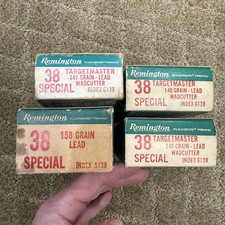 Remington
38
SPECIAL
TARGETMASTER
148 GRAIN - LEAD
WADCUTTER
INDEX 6138
Remington
38
SPECIAL
TARGETMASTER
148 GRAIN - LEAD
WADCUTTER
INDEX 6138
Remington
38
SPECIAL
158 GRAIN
LEAD
INDEX
Remington
38
SPECIAL
TARGETMASTER
148 GRAIN - LEAD
WADCUTTER
INDEX 6138